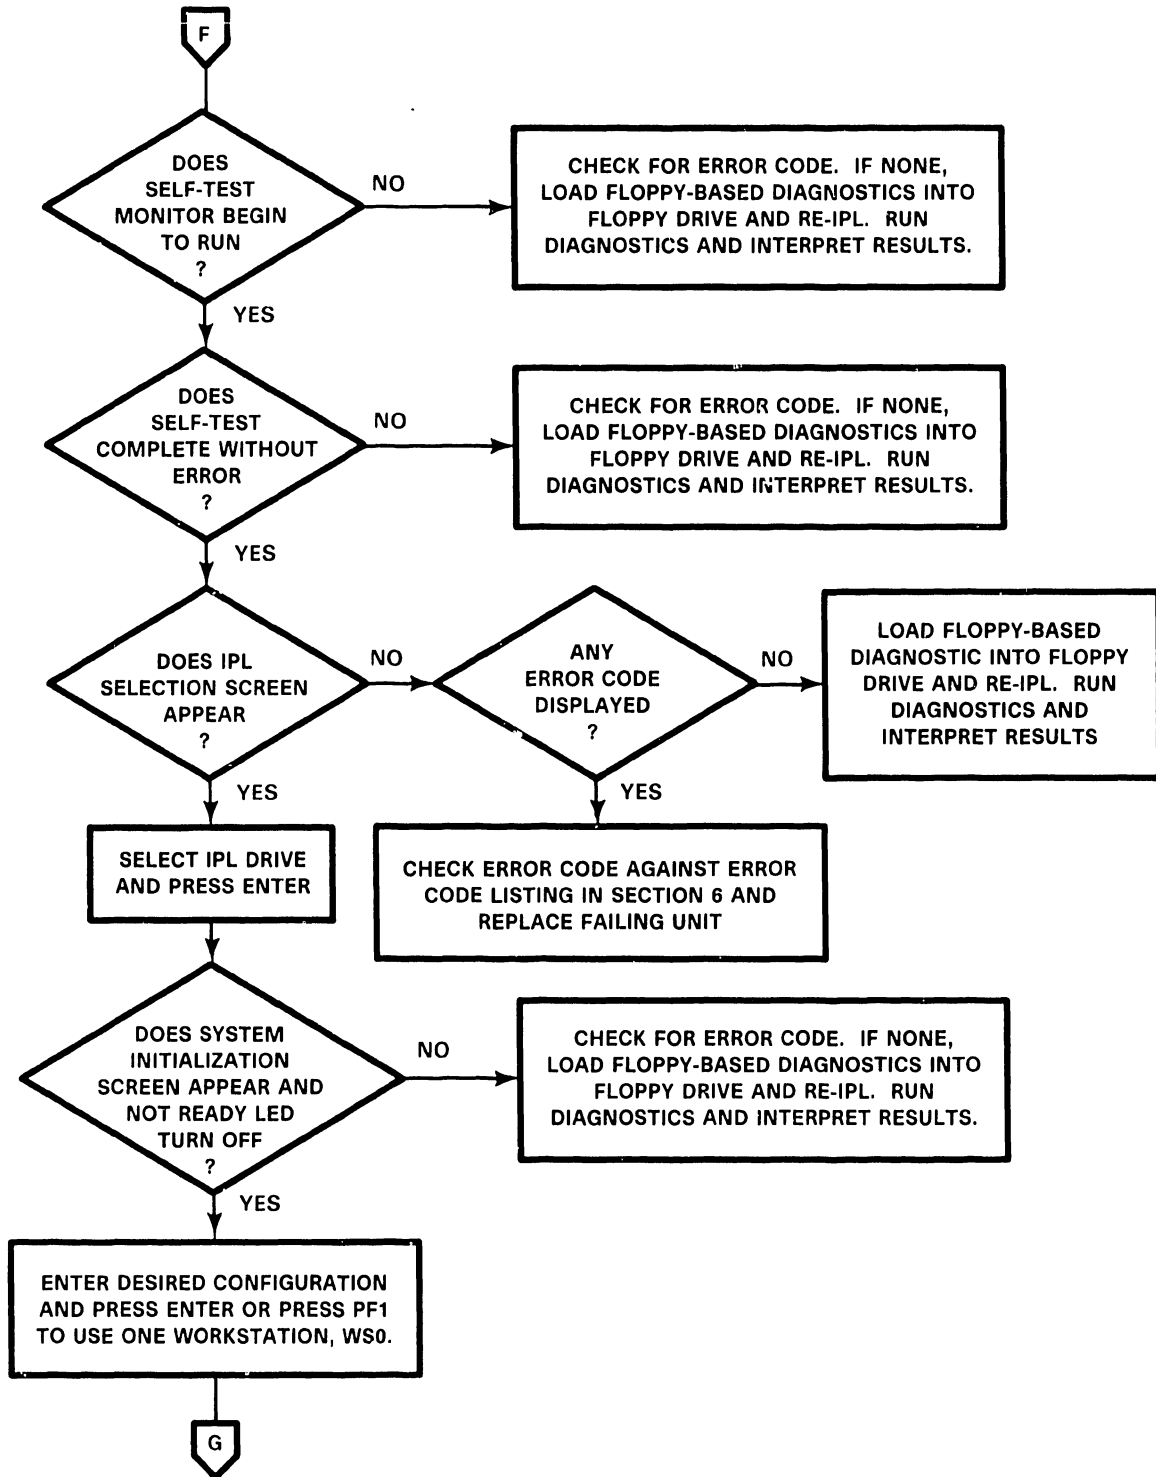 F
DOES
SELF-TEST
MONITOR BEGIN
TO RUN
?
NO
CHECK FOR ERROR CODE. IF NONE,
LOAD FLOPPY-BASED DIAGNOSTICS INTO
FLOPPY DRIVE AND RE-IPL. RUN
DIAGNOSTICS AND INTERPRET RESULTS.
YES
DOES
SELF-TEST
COMPLETE WITHOUT
ERROR
?
NO
CHECK FOR ERROR CODE. IF NONE,
LOAD FLOPPY-BASED DIAGNOSTICS INTO
FLOPPY DRIVE AND RE-IPL. RUN
DIAGNOSTICS AND INTERPRET RESULTS.
YES
DOES IPL
SELECTION SCREEN
APPEAR
?
NO
ANY
ERROR CODE
DISPLAYED
?
NO
LOAD FLOPPY-BASED
DIAGNOSTIC INTO FLOPPY
DRIVE AND RE-IPL. RUN
DIAGNOSTICS AND
INTERPRET RESULTS
YES
YES
SELECT IPL DRIVE
AND PRESS ENTER
CHECK ERROR CODE AGAINST ERROR
CODE LISTING IN SECTION 6 AND
REPLACE FAILING UNIT
DOES SYSTEM
INITIALIZATION
SCREEN APPEAR AND
NOT READY LED
TURN OFF
?
NO
CHECK FOR ERROR CODE. IF NONE,
LOAD FLOPPY-BASED DIAGNOSTICS INTO
FLOPPY DRIVE AND RE-IPL. RUN
DIAGNOSTICS AND INTERPRET RESULTS.
YES
ENTER DESIRED CONFIGURATION
AND PRESS ENTER OR PRESS PF1
TO USE ONE WORKSTATION, WS0.
G